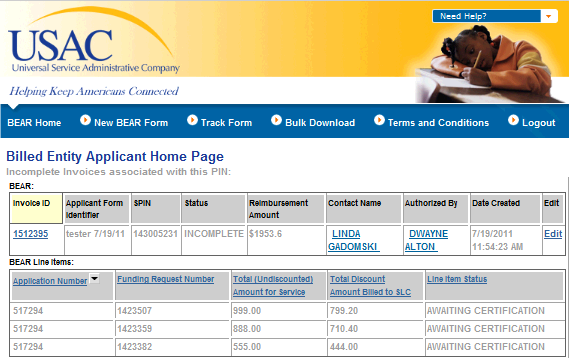 Need Help?
USAC
Universal Service Administrative Company
Helping Keep Americans Connected
BEAR Home New BEAR Form Track Form Bulk Download Terms and Conditions Logout
Billed Entity Applicant Home Page
Incomplete Invoices associated with this PIN:
BEAR:
Invoice ID Applicant Form Identifier SPIN Status Reimbursement Amount Contact Name Authorized By Date Created Edit
1512395 tester 7/19/11 143005231 INCOMPLETE $1953.6 LINDA GADOMSKI DWAYNE ALTON 7/19/2011 11:54:23 AM Edit
BEAR Line Items:
Application Number Funding Request Number Total (Undiscounted) Amount for Service Total Discount Amount Billed to SLC Line Item Status
517294 1423507 999.00 799.20 AWAITING CERTIFICATION
517294 1423359 888.00 710.40 AWAITING CERTIFICATION
517294 1423382 555.00 444.00 AWAITING CERTIFICATION